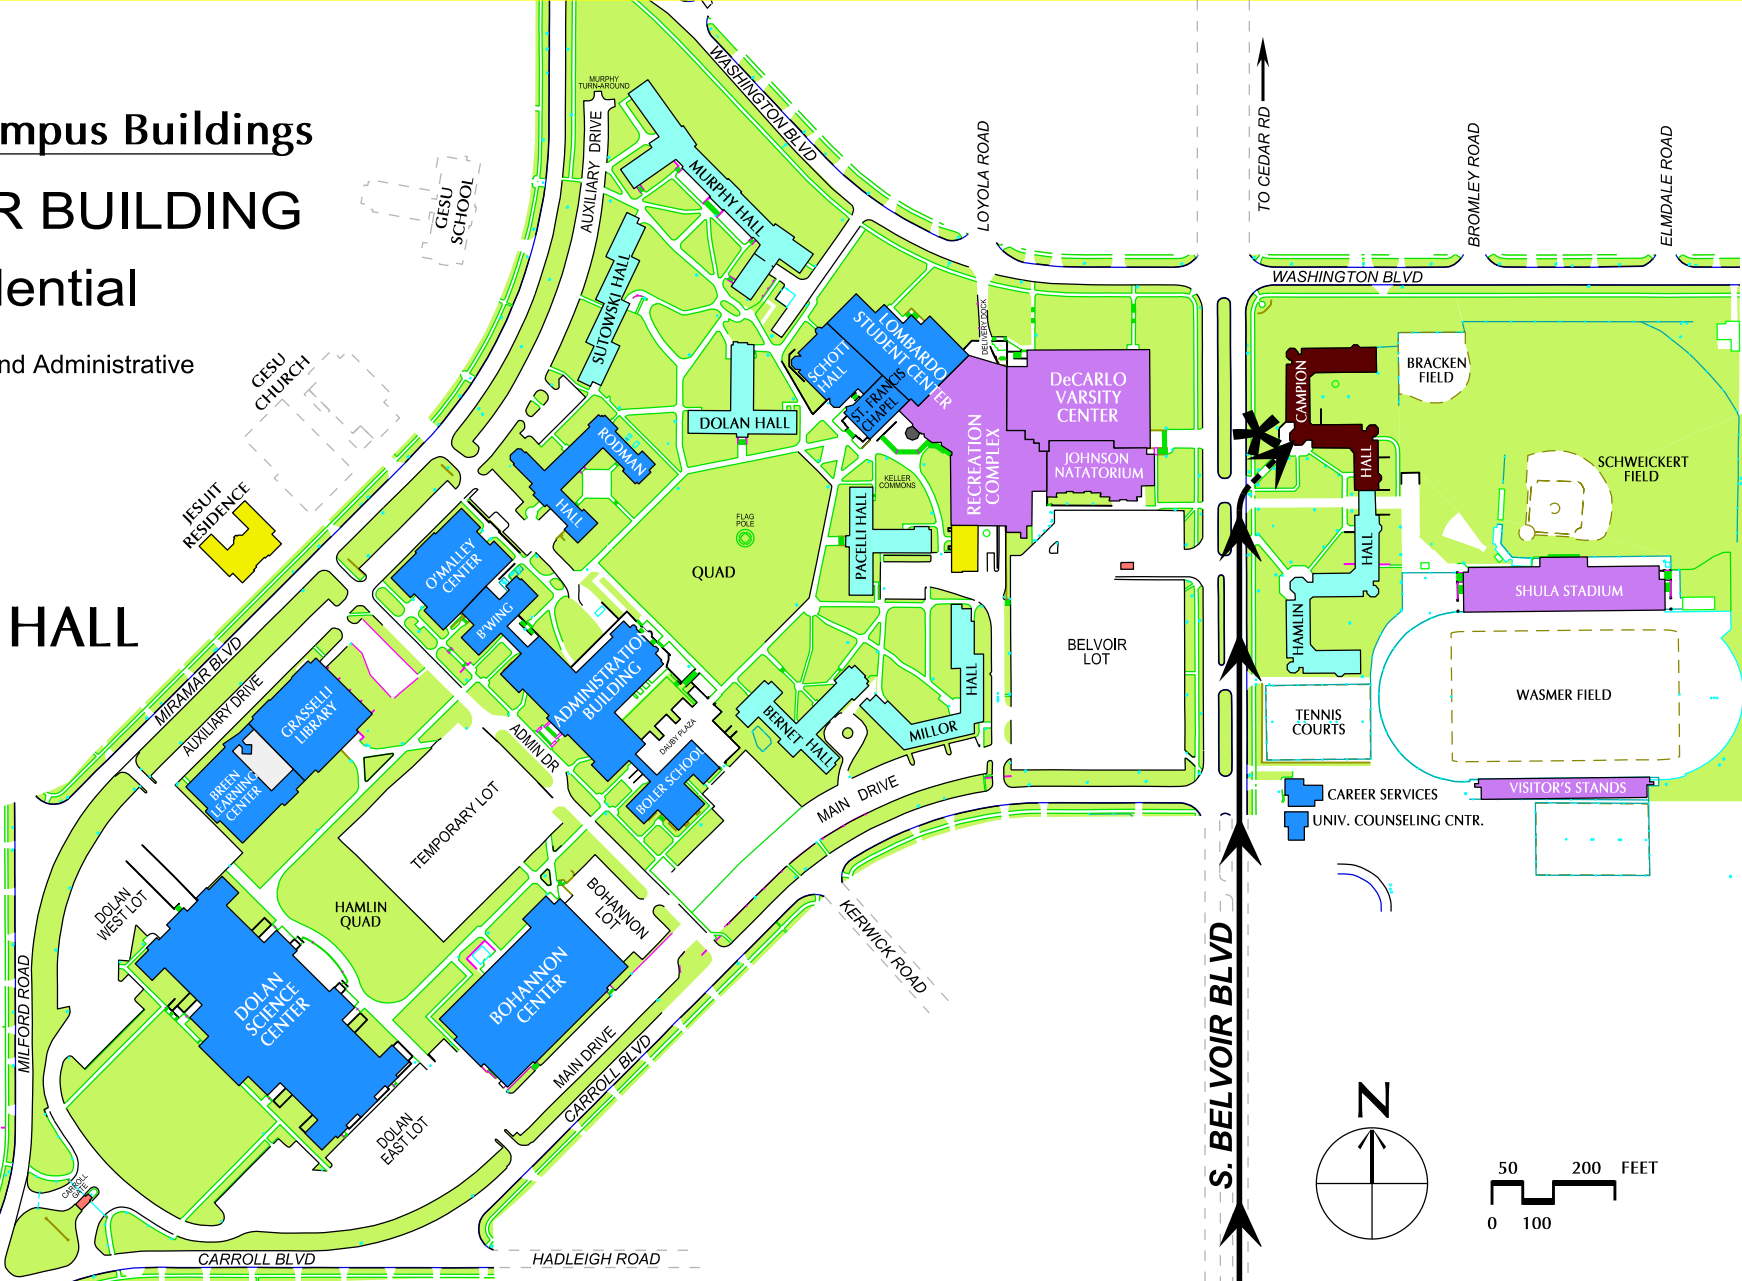 mpus Buildings
R BUILDING
lential
nd Administrative
HALL
MURPHY
TURN-AROUND
WASHINGTON BLVD
AUXILIARY DRIVE
GESU
SCHOOL
MURPHY HALL
LOYOLA ROAD
TO CEDAR RD
BROMLEY ROAD
ELMDALE ROAD
WASHINGTON BLVD
SUTOWSKI HALL
GESU
CHURCH
DELIVERY DOCK
LOMBARDO
STUDENT CENTER
SCHOTT
HALL
ST. FRANCIS
CHAPEL
DeCARLO
VARSITY
CENTER
CAMPION
HALL
BRACKEN
FIELD
DOLAN HALL
RODMAN
HALL
RECREATION
COMPLEX
JOHNSON
NATATORIUM
SCHWEICKERT
FIELD
KELLER
COMMONS
JESUIT
RESIDENCE
FLAG
POLE
QUAD
PACELLI HALL
O'MALLEY
CENTER
B'WING
HALL
HAMLIN
SHULA STADIUM
ADMINISTRATION
BUILDING
BELVOIR
LOT
MIRAMAR BLVD
AUXILIARY DRIVE
GRASSELLI
LIBRARY
BREEN
LEARNING
CENTER
ADMIN DR
DAUBY PLAZA
BERNET HALL
MILLOR
HALL
TENNIS
COURTS
WASMER FIELD
BOLER SCHOOL
MAIN DRIVE
CAREER SERVICES
VISITOR'S STANDS
UNIV. COUNSELING CNTR.
TEMPORARY LOT
DOLAN
WEST LOT
HAMLIN
QUAD
BOHANNON
LOT
KERWICK ROAD
MILFORD ROAD
DOLAN
SCIENCE
CENTER
BOHANNON
CENTER
S. BELVOIR BLVD
MAIN DRIVE
CARROLL BLVD
DOLAN
EAST LOT
N
CARROLL
GATE
50 200 FEET
0 100
CARROLL BLVD
HADLEIGH ROAD